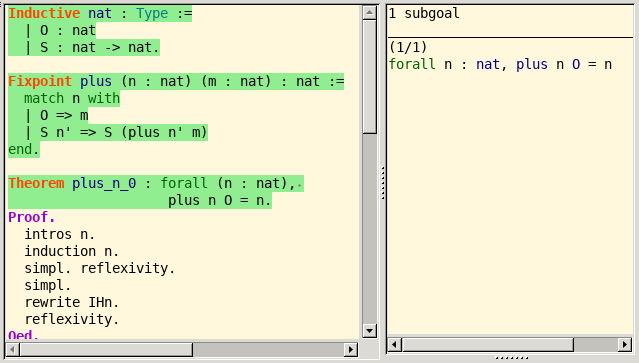 Inductive nat : Type :=
  | O : nat
  | S : nat -> nat.

Fixpoint plus (n : nat) (m : nat) : nat :=
  match n with
  | O => m
  | S n' => S (plus n' m)
end.

Theorem plus_n_0 : forall (n : nat),
                    plus n O = n.
Proof.
  intros n.
  induction n.
  simpl. reflexivity.
  simpl.
  rewrite IHn.
  reflexivity.
Qed.
1 subgoal
(1/1)
forall n : nat, plus n O = n